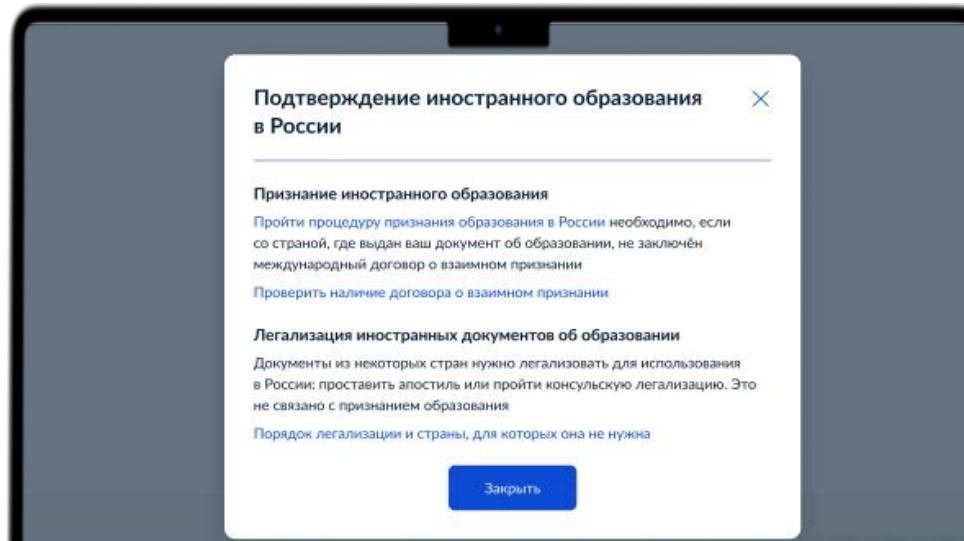 Подтверждение иностранного образования
в России
Признание иностранного образования
Пройти процедуру признания образования в России необходимо, если
со страной, где выдан ваш документ об образовании, не заключён
международный договор о взаимном признании
Проверить наличие договора о взаимном признании
Легализация иностранных документов об образовании
Документы из некоторых стран нужно легализовать для использования
в России: проставить апостиль или пройти консульскую легализацию. Это
не связано с признанием образования
Порядок легализации и страны, для которых она не нужна
Закрыть